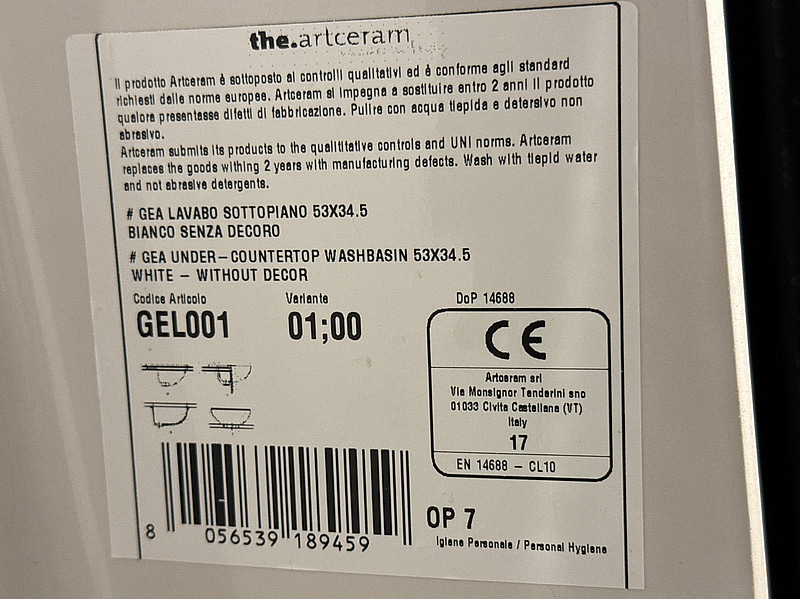 the.artceram
Il prodotto Artceram è sottoposto ai controlli qualitativi ed è conforme agli standard
richiesti dalle norme europee. Artceram si impegna a sostituire entro 2 anni il prodotto
qualora presentasse difetti di fabbricazione. Pulire con acqua tiepida e detersivo non
abrasivo.
Artceram submits its products to the qualititative controls and UNI norms. Artceram
replaces the goods withing 2 years with manufacturing defects. Wash with tiepid water
and not abrasive detergents.
# GEA LAVABO SOTTOPIANO 53X34.5
BIANCO SENZA DECORO
# GEA UNDER-COUNTERTOP WASHBASIN 53X34.5
WHITE - WITHOUT DECOR
Codice Articolo Variante DoP 14688
GEL001 01;00
CE
Artceram srl
Via Monsignor Tenderini snc
01033 Civita Castellana (VT)
Italy
17
EN 14688 - CL10
8 056539 189459
OP 7
Igiene Personale / Personal Hygiene